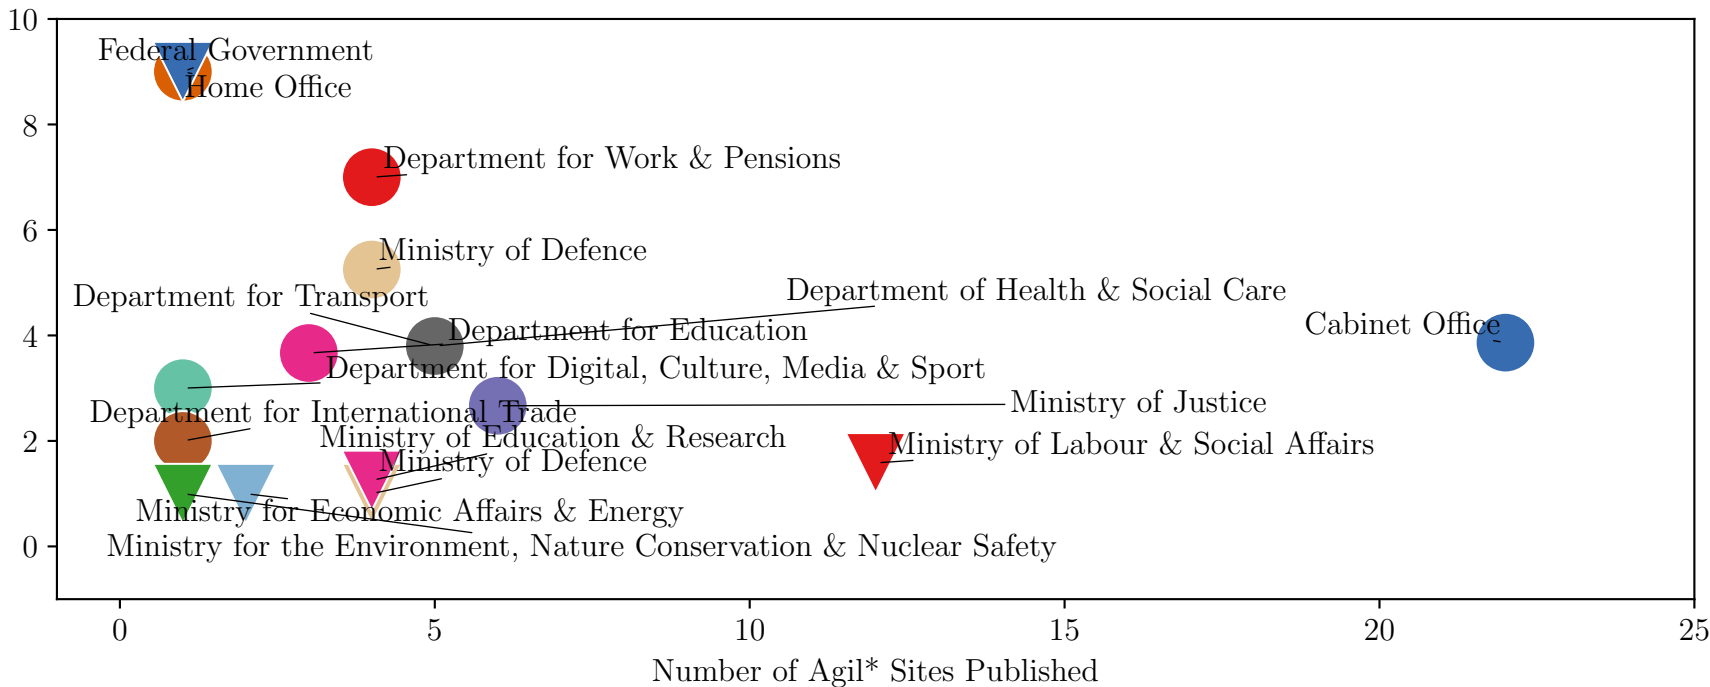 10
Federal Government
Home Office
8
Department for Work & Pensions
6
Ministry of Defence
Department of Health & Social Care
Department for Transport
Cabinet Office
4
Department for Education
Department for Digital, Culture, Media & Sport
Ministry of Justice
Department for International Trade
2
Ministry of Education & Research
Ministry of Labour & Social Affairs
Ministry of Defence
Ministry for Economic Affairs & Energy
0
Ministry for the Environment, Nature Conservation & Nuclear Safety
0 5 10 15 20 25
Number of Agil* Sites Published